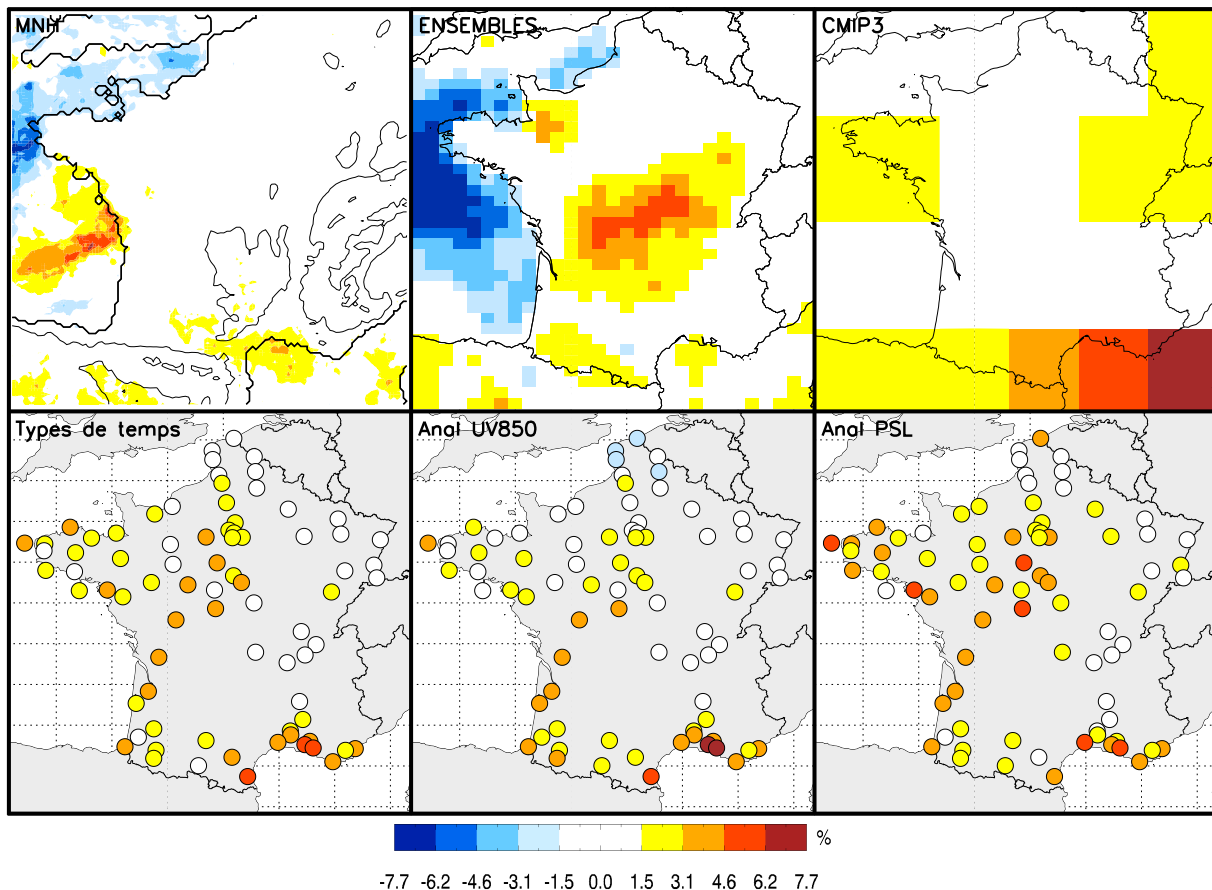 MNH
ENSEMBLES
CMIP3
Types de temps
Anal UV850
Anal PSL
%
-7.7 -6.2 -4.6 -3.1 -1.5 0.0 1.5 3.1 4.6 6.2 7.7